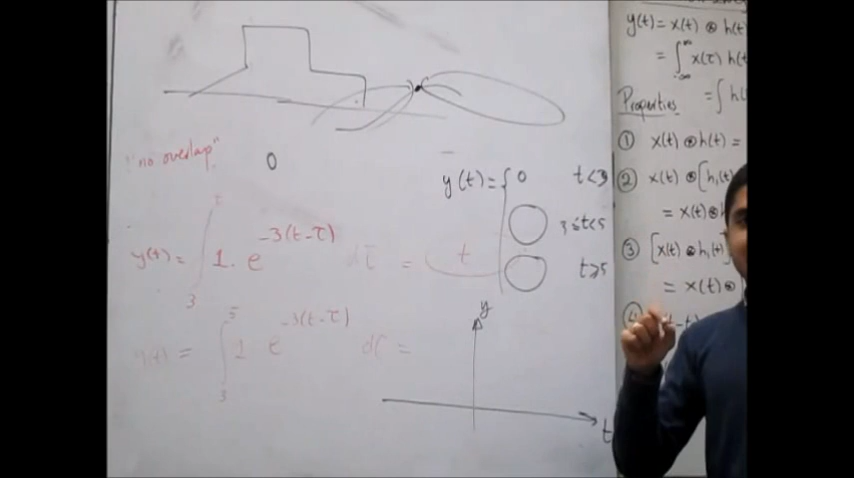 "no overlap" 0
y(t) = { 0 t<3
3≤t<5
t≥5
y(t) = ∫ 3 t 1. e^-3(t-τ) dτ = ( t
y(t) = ∫ 3 5 1 e^-3(t-τ) dτ =
y
t
y(t) = x(t) ⊛ h(t)
= ∫ -∞ ∞ x(τ) h(t
Properties = ∫ h(
① x(t) ⊛ h(t) =
② x(t) ⊛ [h₁(t)
= x(t) ⊛ h
③ [x(t) ⊛ h₁(t)]
= x(t) ⊛
④